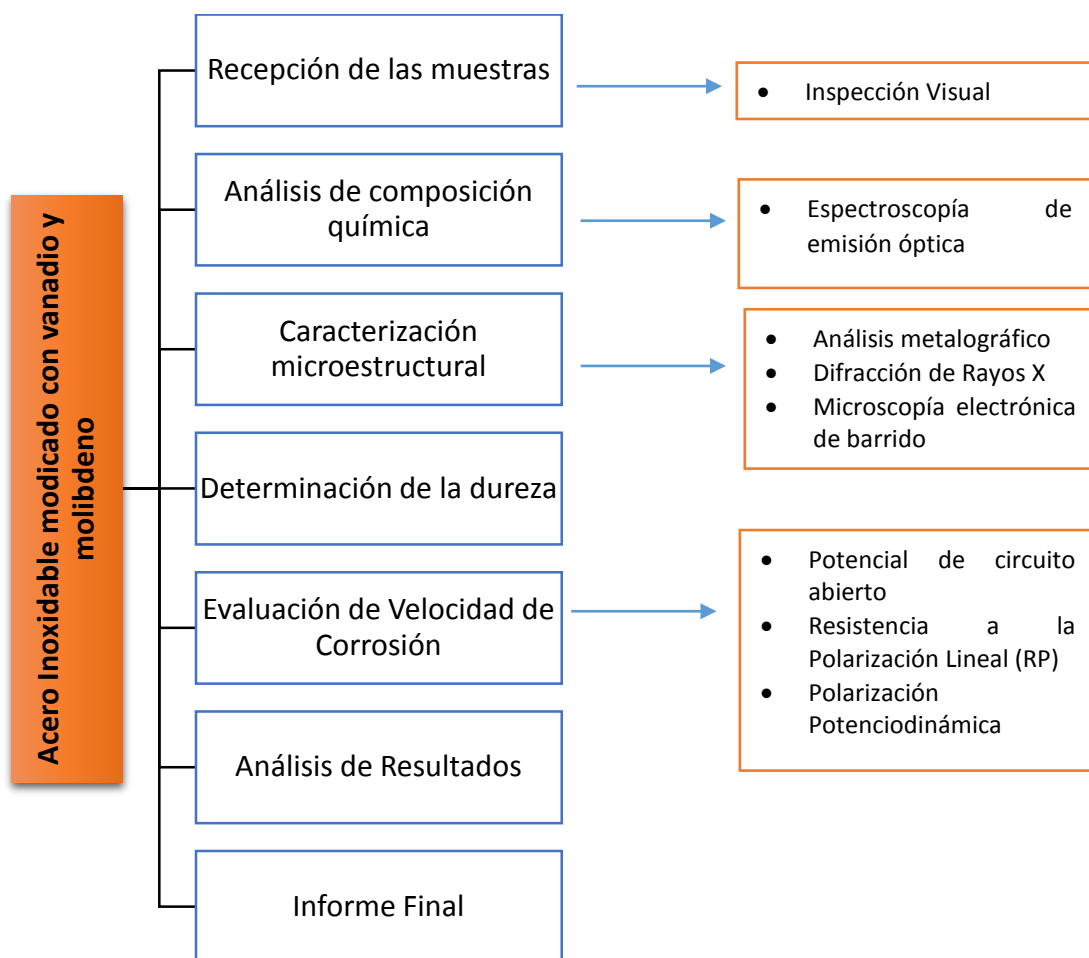 Acero Inoxidable modicado con vanadio y
molibdeno
Recepción de las muestras
• Inspección Visual
Análisis de composición
química
• Espectroscopía de
emisión óptica
Caracterización
microestructural
• Análisis metalográfico
• Difracción de Rayos X
• Microscopía electrónica
de barrido
Determinación de la dureza
Evaluación de Velocidad de
Corrosión
• Potencial de circuito
abierto
• Resistencia a la
Polarización Lineal (RP)
• Polarización
Potenciodinámica
Análisis de Resultados
Informe Final